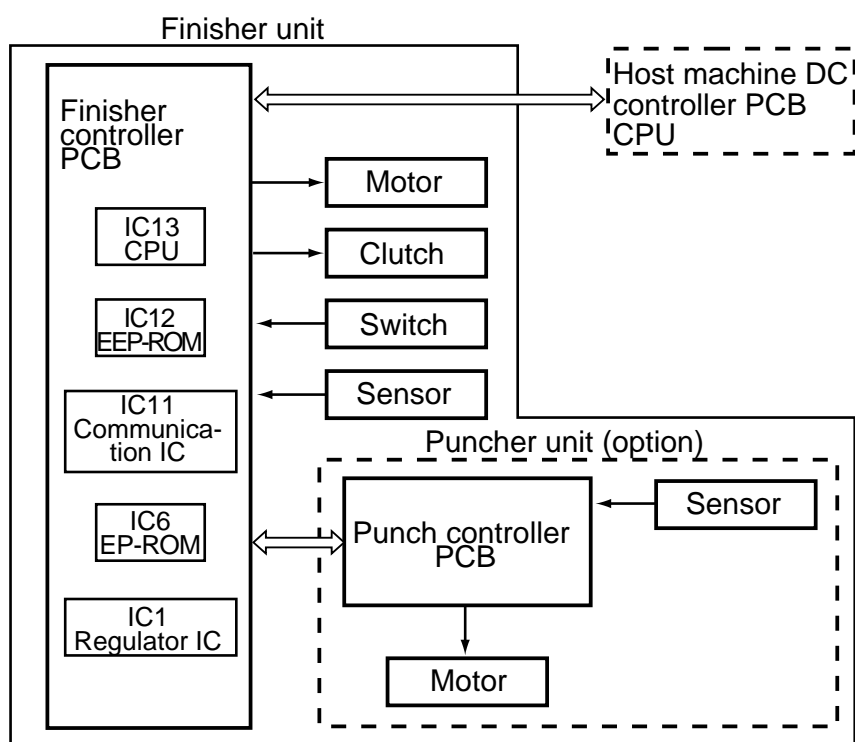 Finisher unit
Finisher
controller
PCB
Host machine DC
controller PCB
CPU
Motor
IC13
CPU
Clutch
IC12
EEP-ROM
Switch
IC11
Communica-
tion IC
Sensor
Puncher unit (option)
IC6
EP-ROM
Punch controller
PCB
Sensor
IC1
Regulator IC
Motor